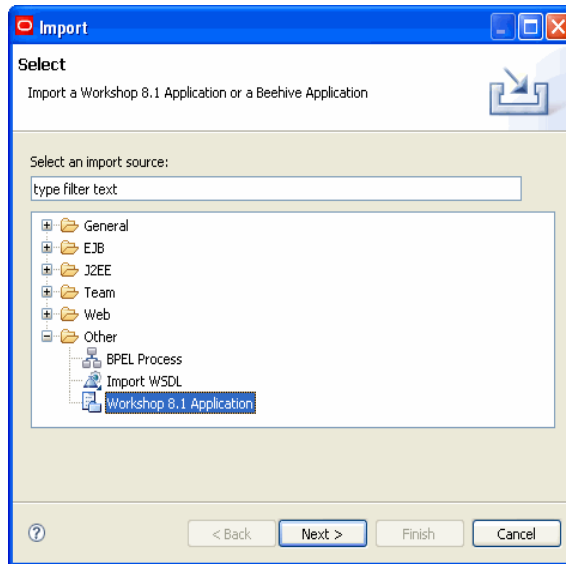 Import
Select
Import a Workshop 8.1 Application or a Beehive Application
Select an import source:
type filter text
General
EJB
J2EE
Team
Web
Other
BPEL Process
Import WSDL
Workshop 8.1 Application
? < Back Next > Finish Cancel